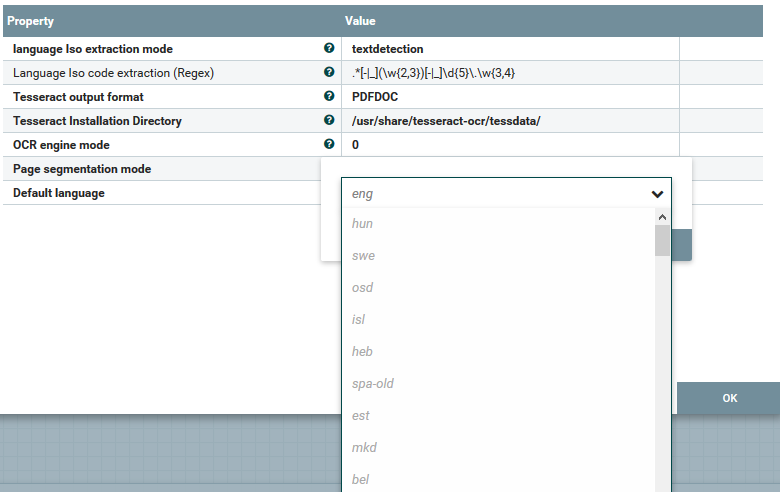 Property Value
language Iso extraction mode ? textdetection
Language Iso code extraction (Regex) ? .*[-|_](\w{2,3})[-|_]\d{5}\.\w{3,4}
Tesseract output format ? PDFDOC
Tesseract Installation Directory ? /usr/share/tesseract-ocr/tessdata/
OCR engine mode ? 0
Page segmentation mode
Default language
eng
hun
swe
osd
isl
heb
spa-old
est
mkd
bel
OK